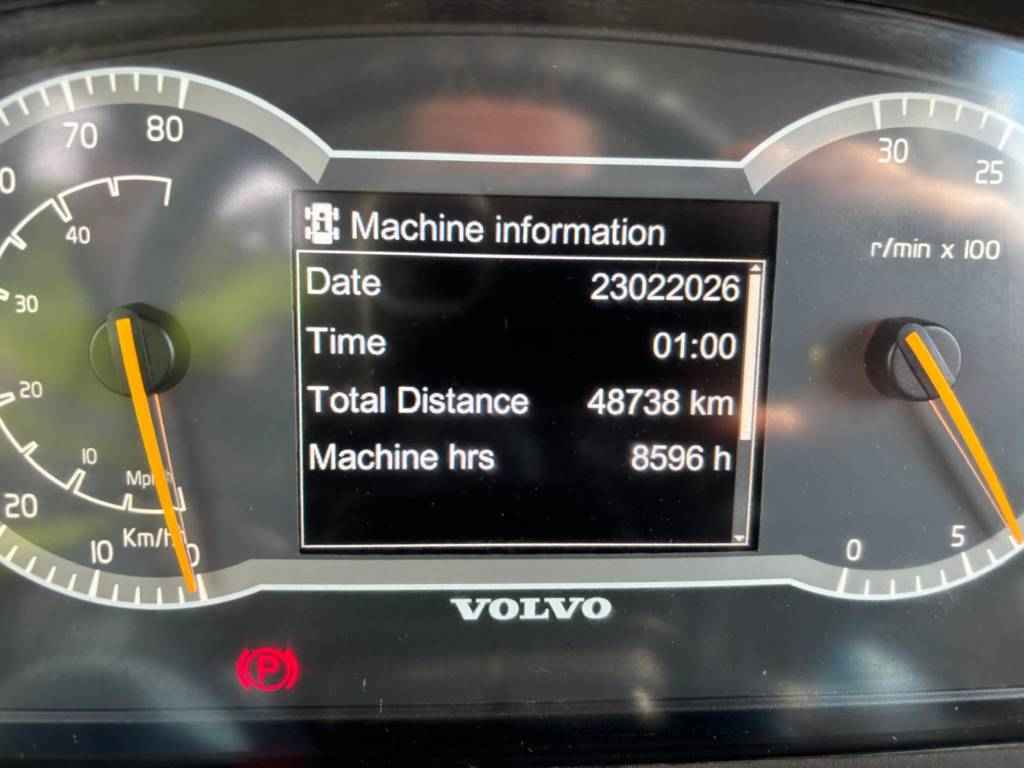 Machine information
Date 23022026
Time 01:00
Total Distance 48738 km
Machine hrs 8596 h
70 80
40
30
20
10
20
10
Km/h
0
30
25
r/min x 100
0
5
VOLVO
P